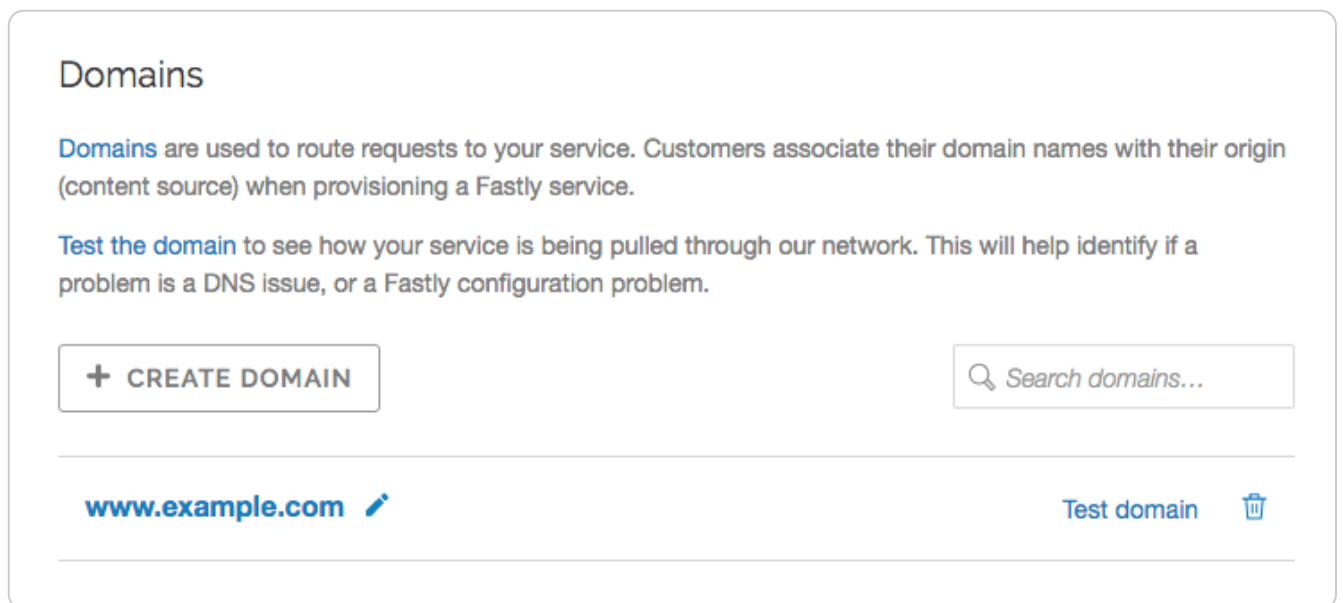 Domains
Domains are used to route requests to your service. Customers associate their domain names with their origin
(content source) when provisioning a Fastly service.
Test the domain to see how your service is being pulled through our network. This will help identify if a
problem is a DNS issue, or a Fastly configuration problem.
+ CREATE DOMAIN
Search domains...
www.example.com
Test domain